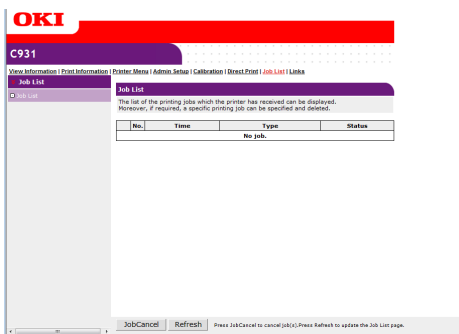 OKI
C931
View Information | Print Information | Printer Menu | Admin Setup | Calibration | Direct Print | Job List | Links
Job List
Job List
Job List
The list of the printing jobs which the printer has received can be displayed.
Moreover, if required, a specific printing job can be specified and deleted.
No. Time Type Status
No job.
JobCancel Refresh Press JobCancel to cancel job(s).Press Refresh to update the Job List page.